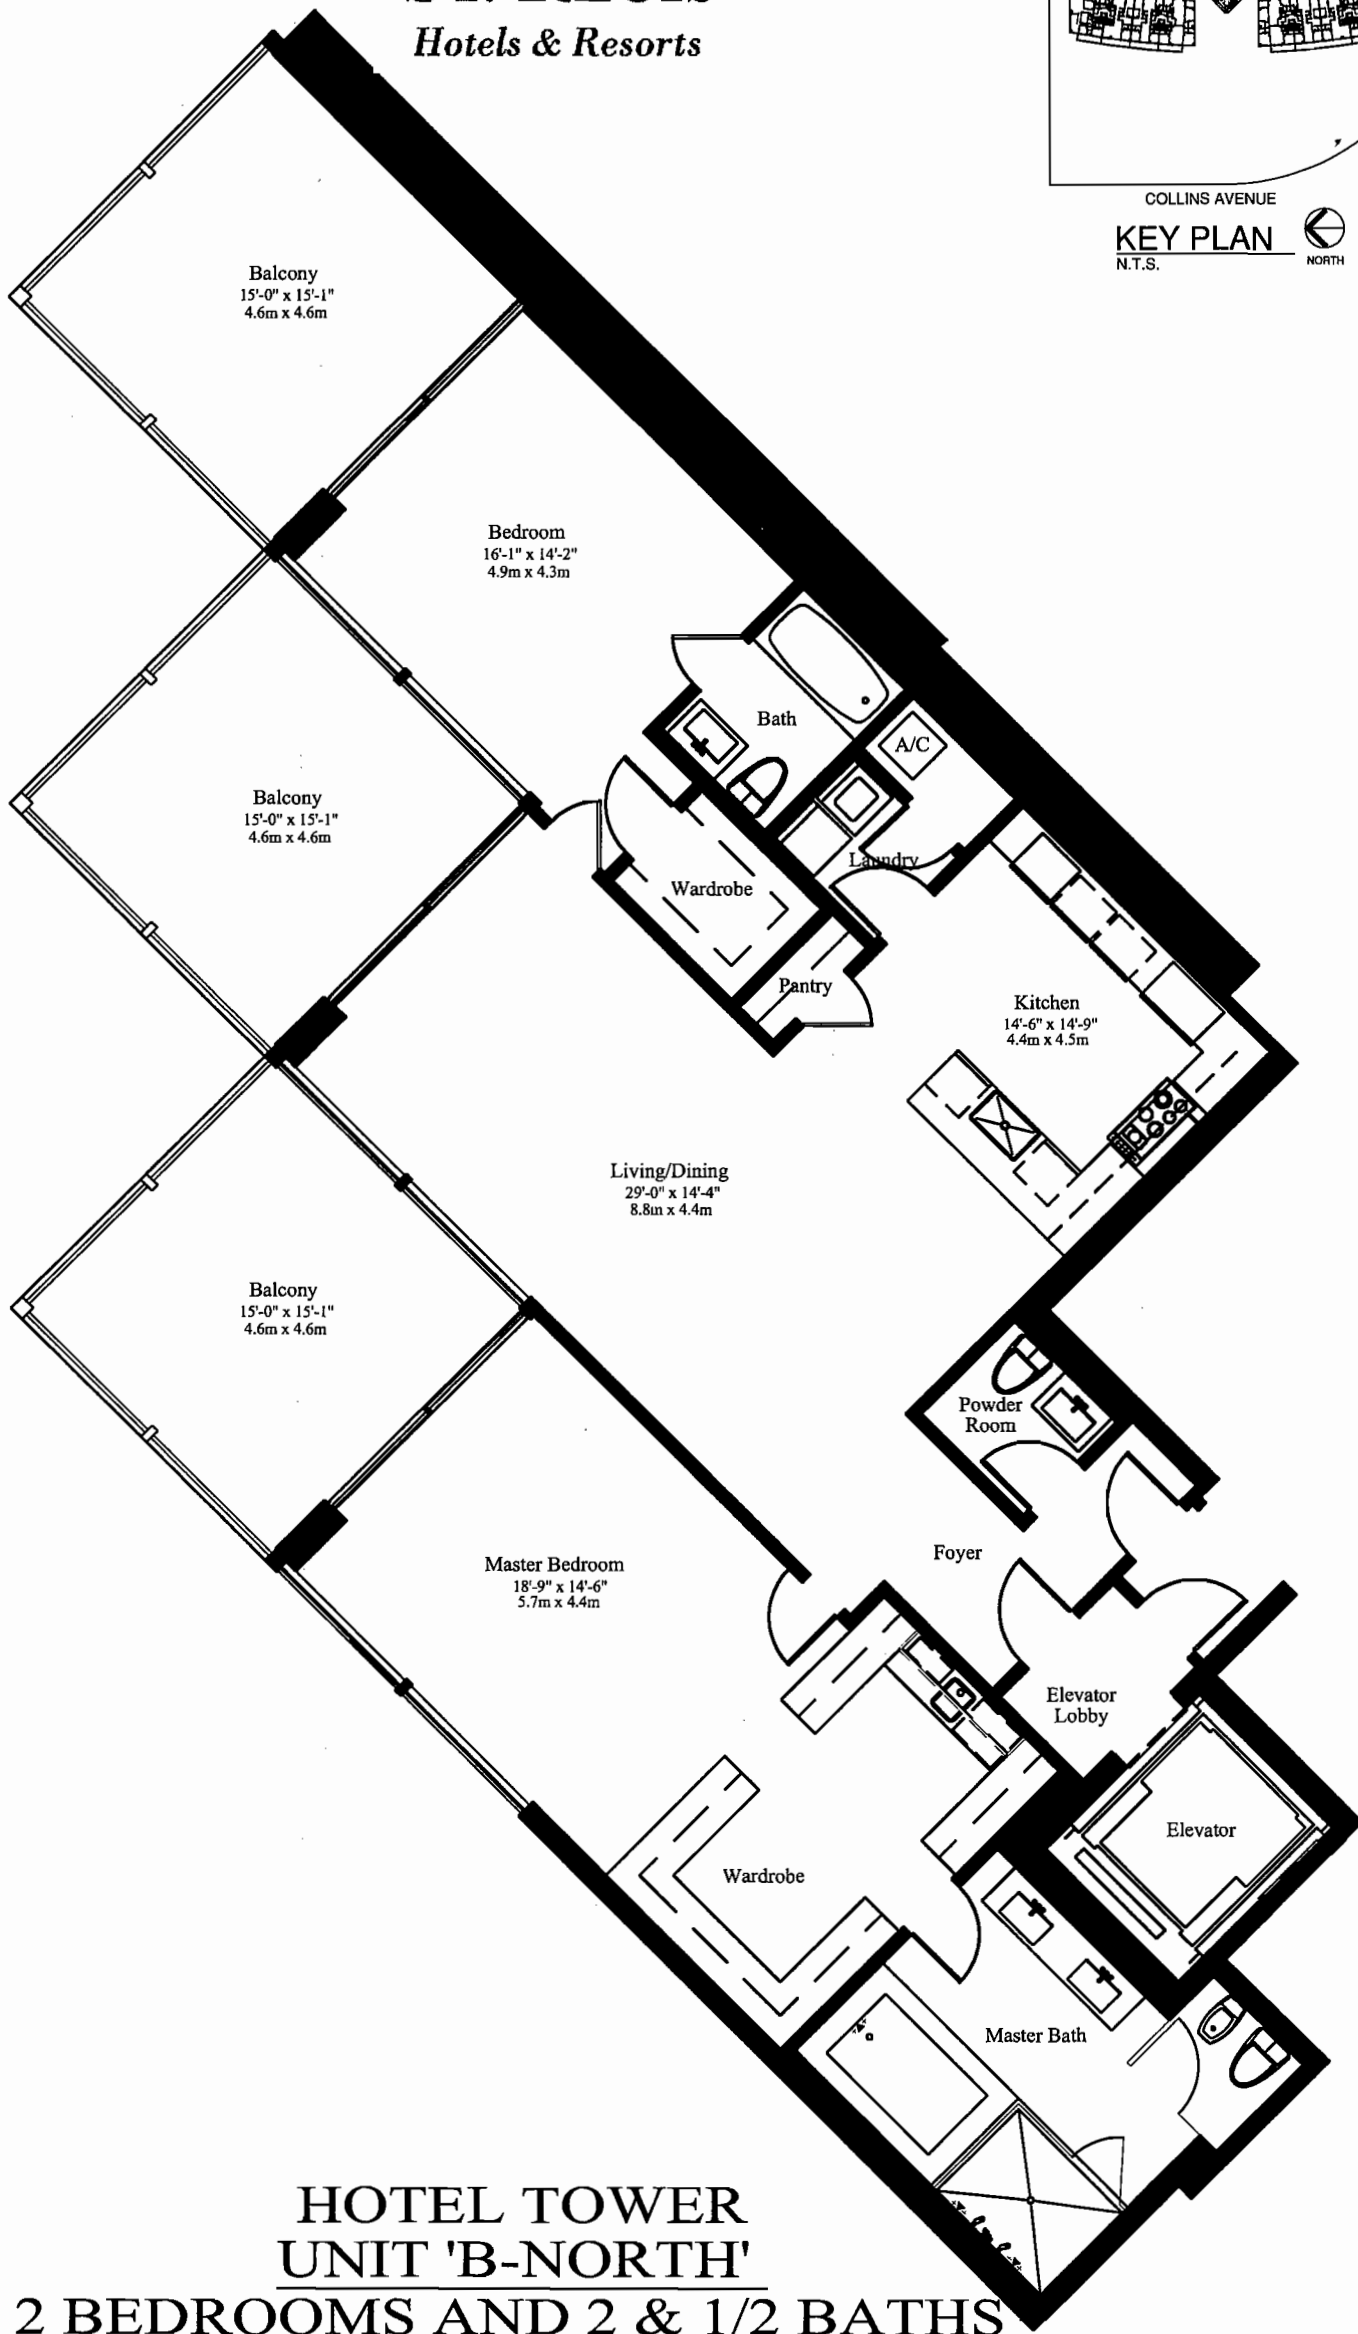 Hotels & Resorts
COLLINS AVENUE
KEY PLAN
N.T.S.
NORTH
Balcony
15'-0" x 15'-1"
4.6m x 4.6m
Bedroom
16'-1" x 14'-2"
4.9m x 4.3m
Bath
A/C
Balcony
15'-0" x 15'-1"
4.6m x 4.6m
Laundry
Wardrobe
Pantry
Kitchen
14'-6" x 14'-9"
4.4m x 4.5m
Living/Dining
29'-0" x 14'-4"
8.8m x 4.4m
Balcony
15'-0" x 15'-1"
4.6m x 4.6m
Powder
Room
Foyer
Master Bedroom
18'-9" x 14'-6"
5.7m x 4.4m
Elevator
Lobby
Elevator
Wardrobe
Master Bath
HOTEL TOWER
UNIT 'B-NORTH'
2 BEDROOMS AND 2 & 1/2 BATHS